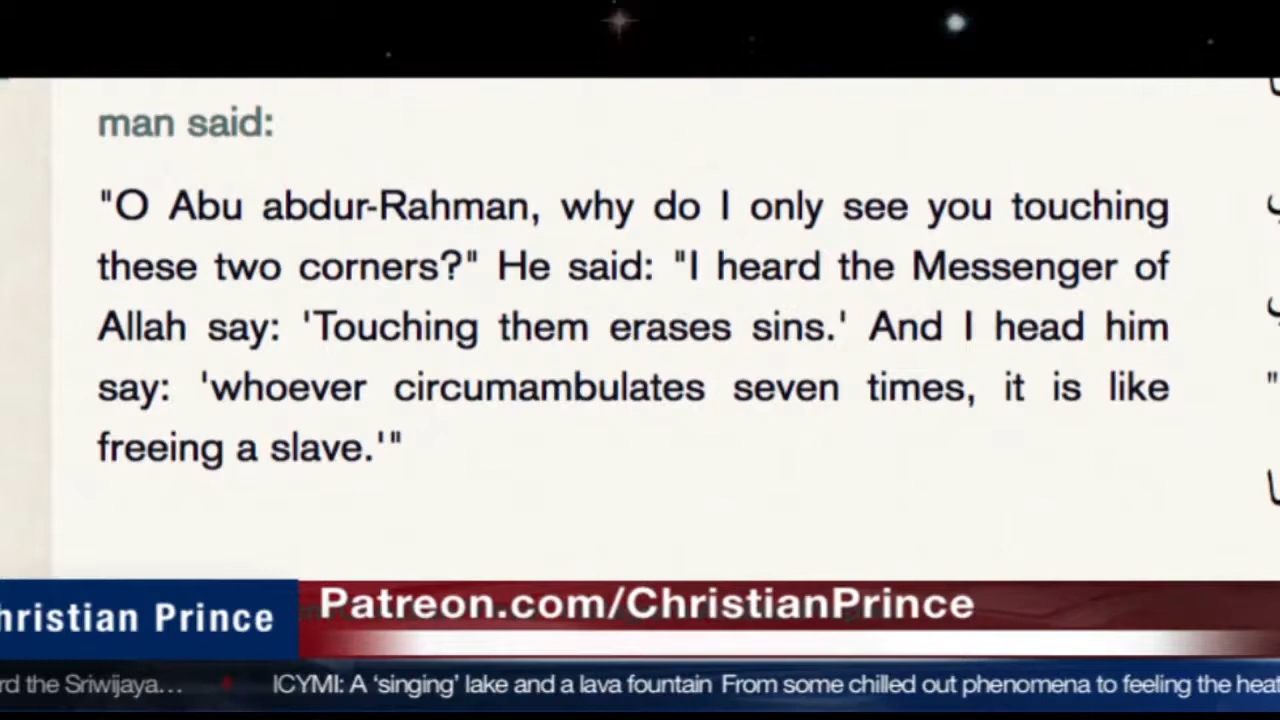 man said:
"O Abu abdur-Rahman, why do I only see you touching
these two corners?" He said: "I heard the Messenger of
Allah say: 'Touching them erases sins.' And I head him
say: 'whoever circumambulates seven times, it is like
freeing a slave.'"
hristian Prince
Patreon.com/ChristianPrince
rd the Sriwijaya… ICYMI: A ‘singing’ lake and a lava fountain From some chilled out phenomena to feeling the heat